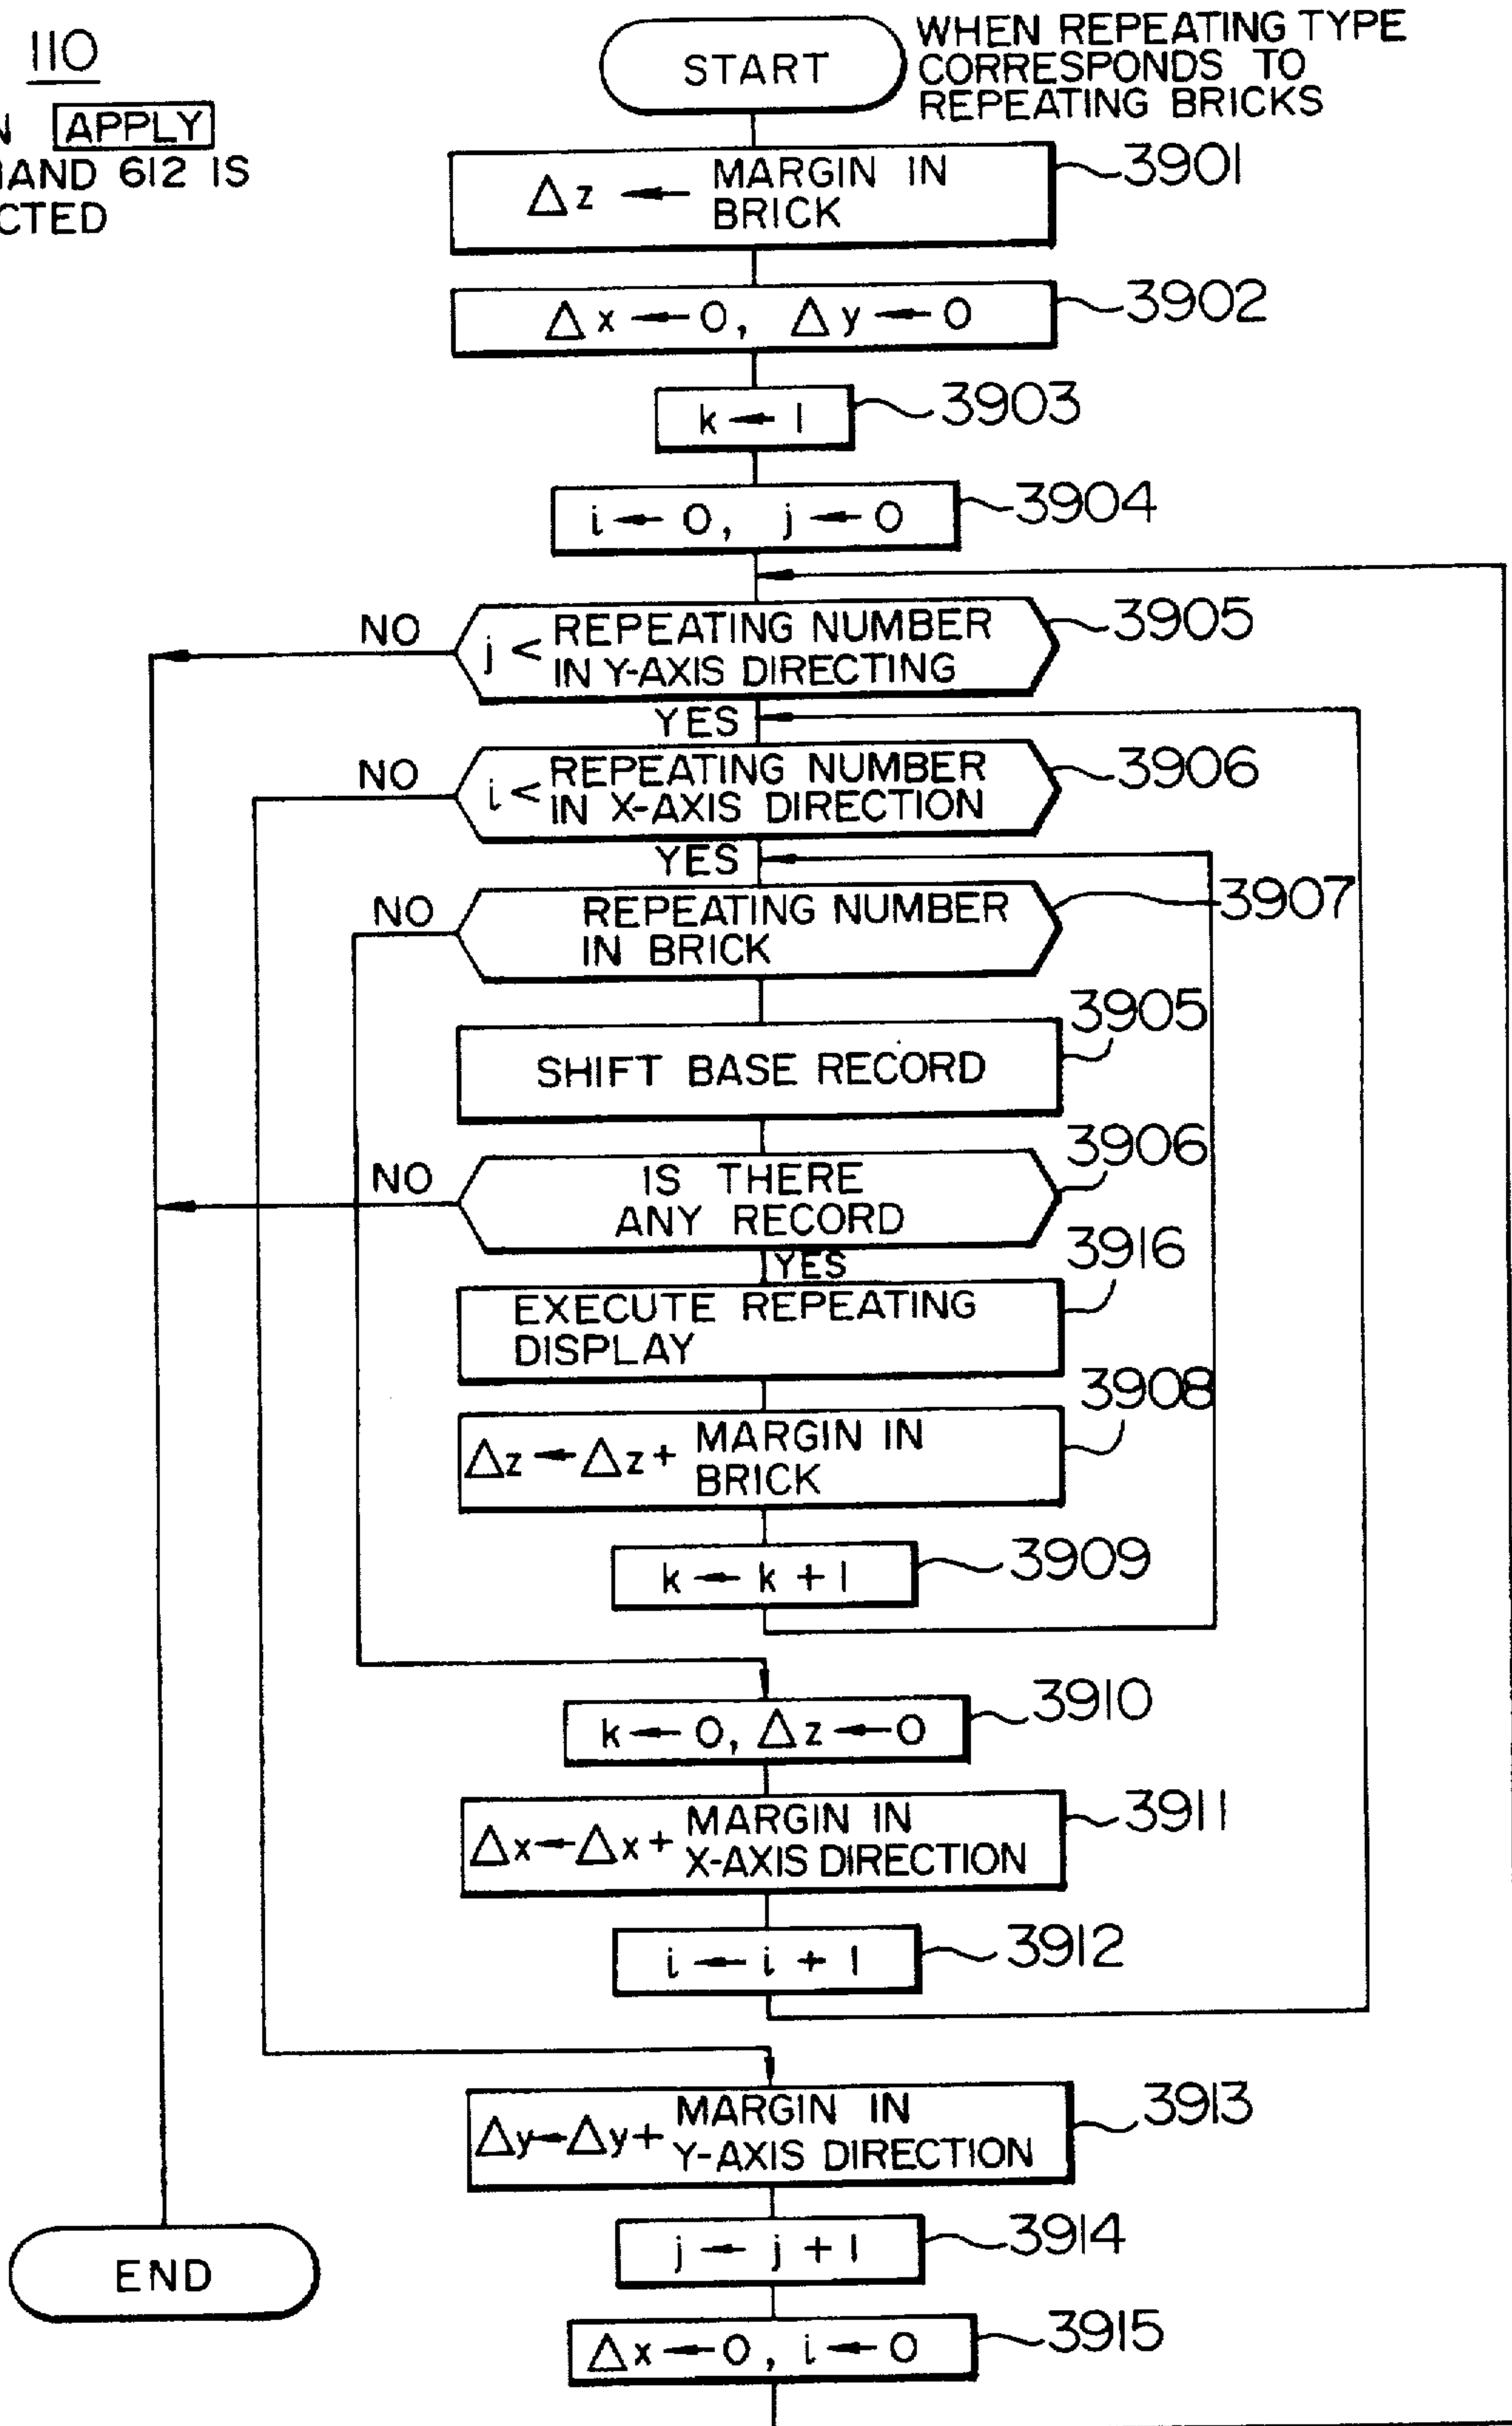 110
N APPLY
MAND 612 IS
CTED
START
WHEN REPEATING TYPE
CORRESPONDS TO
REPEATING BRICKS
Δz ← MARGIN IN
BRICK
3901
Δx ← 0, Δy ← 0
3902
k ← 1
3903
i ← 0, j ← 0
3904
NO
j < REPEATING NUMBER
IN Y-AXIS DIRECTING
3905
YES
NO
i < REPEATING NUMBER
IN X-AXIS DIRECTION
3906
YES
NO
REPEATING NUMBER
IN BRICK
3907
SHIFT BASE RECORD
3905
NO
IS THERE
ANY RECORD
3906
YES
EXECUTE REPEATING
DISPLAY
3916
Δz ← Δz + MARGIN IN
BRICK
3908
k ← k + 1
3909
k ← 0, Δz ← 0
3910
Δx ← Δx + MARGIN IN
X-AXIS DIRECTION
3911
i ← i + 1
3912
Δy ← Δy + MARGIN IN
Y-AXIS DIRECTION
3913
j ← j + 1
3914
END
Δx ← 0, i ← 0
3915